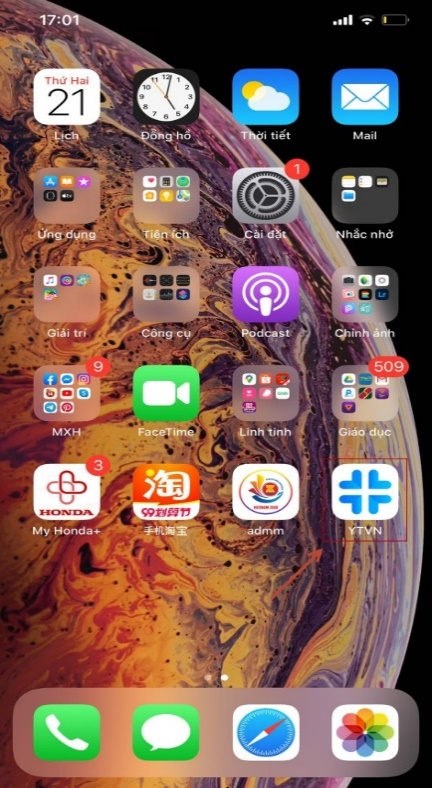 17:01
Thứ Hai
21
Lịch
Đồng hồ
Thời tiết
Mail
1
Ứng dụng
Tiện ích
Cài đặt
Nhắc nhở
Giải trí
Công cụ
Podcast
Chỉnh ảnh
9
509
MXH
FaceTime
Linh tinh
Giáo dục
3
HONDA
淘
99划算节
My Honda+
手机淘宝
admm
YTVN